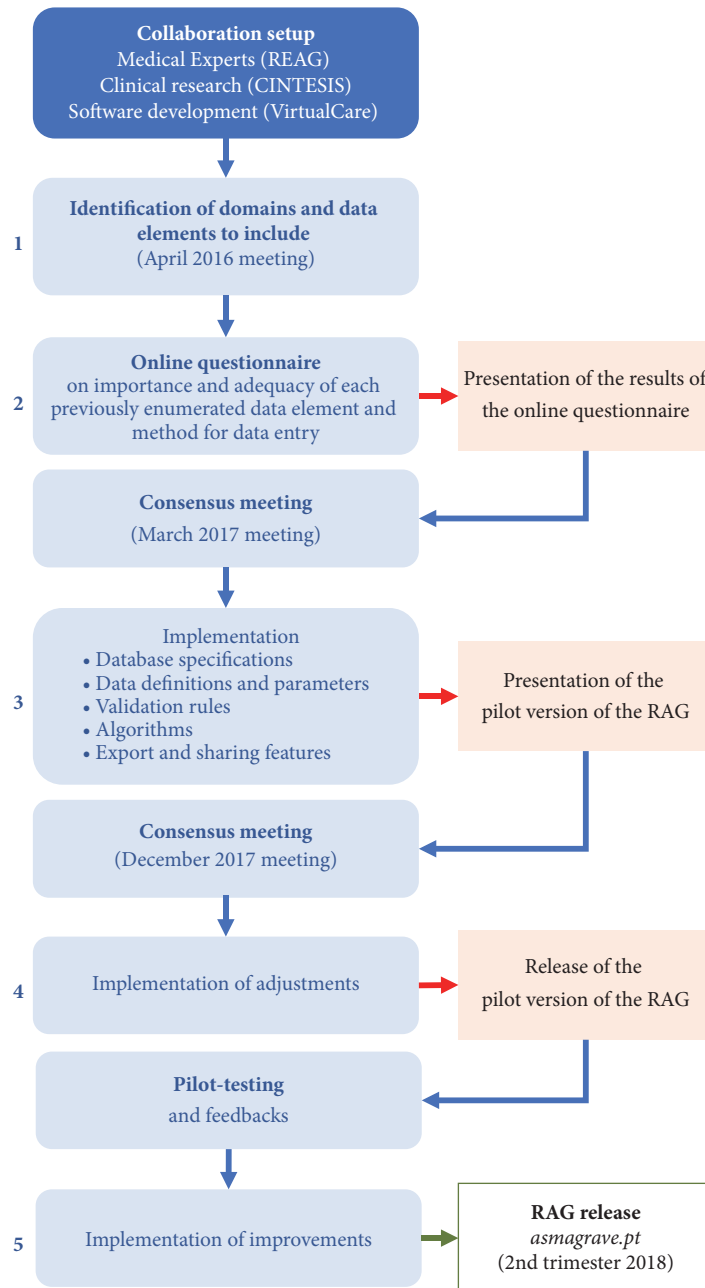 Collaboration setup
Medical Experts (REAG)
Clinical research (CINTESIS)
Software development (VirtualCare)
1
Identification of domains and data
elements to include
(April 2016 meeting)
2
Online questionnaire
on importance and adequacy of each
previously enumerated data element and
method for data entry
Presentation of the results of
the online questionnaire
Consensus meeting
(March 2017 meeting)
3
Implementation
• Database specifications
• Data definitions and parameters
• Validation rules
• Algorithms
• Export and sharing features
Presentation of the
pilot version of the RAG
Consensus meeting
(December 2017 meeting)
4
Implementation of adjustments
Release of the
pilot version of the RAG
Pilot-testing
and feedbacks
5
Implementation of improvements
RAG release
asmagrave.pt
(2nd trimester 2018)